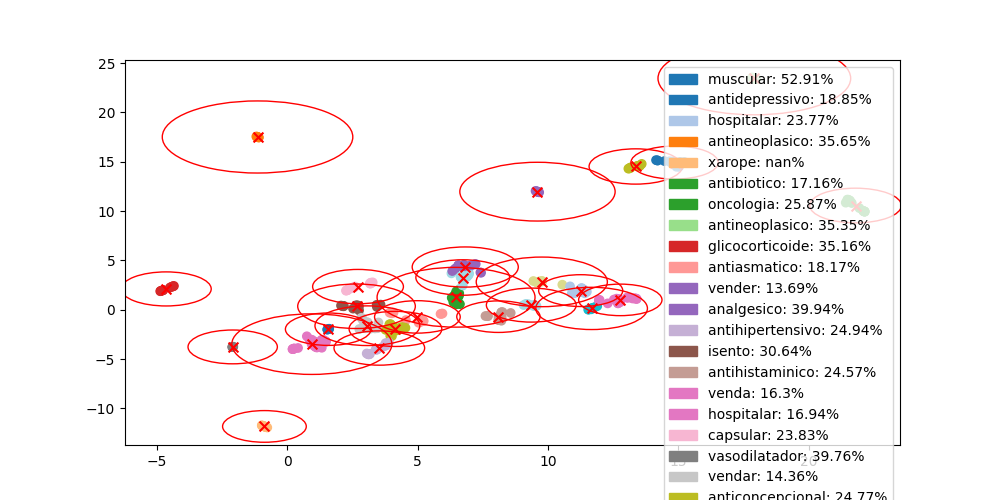 25
20
15
10
5
0
−5
−10
−5
0
5
10
15
20
muscular: 52.91%
antidepressivo: 18.85%
hospitalar: 23.77%
antineoplasico: 35.65%
xarope: nan%
antibiotico: 17.16%
oncologia: 25.87%
antineoplasico: 35.35%
glicocorticoide: 35.16%
antiasmatico: 18.17%
vender: 13.69%
analgesico: 39.94%
antihipertensivo: 24.94%
isento: 30.64%
antihistaminico: 24.57%
venda: 16.3%
hospitalar: 16.94%
capsular: 23.83%
vasodilatador: 39.76%
vendar: 14.36%
anticoncepcional: 24.77%